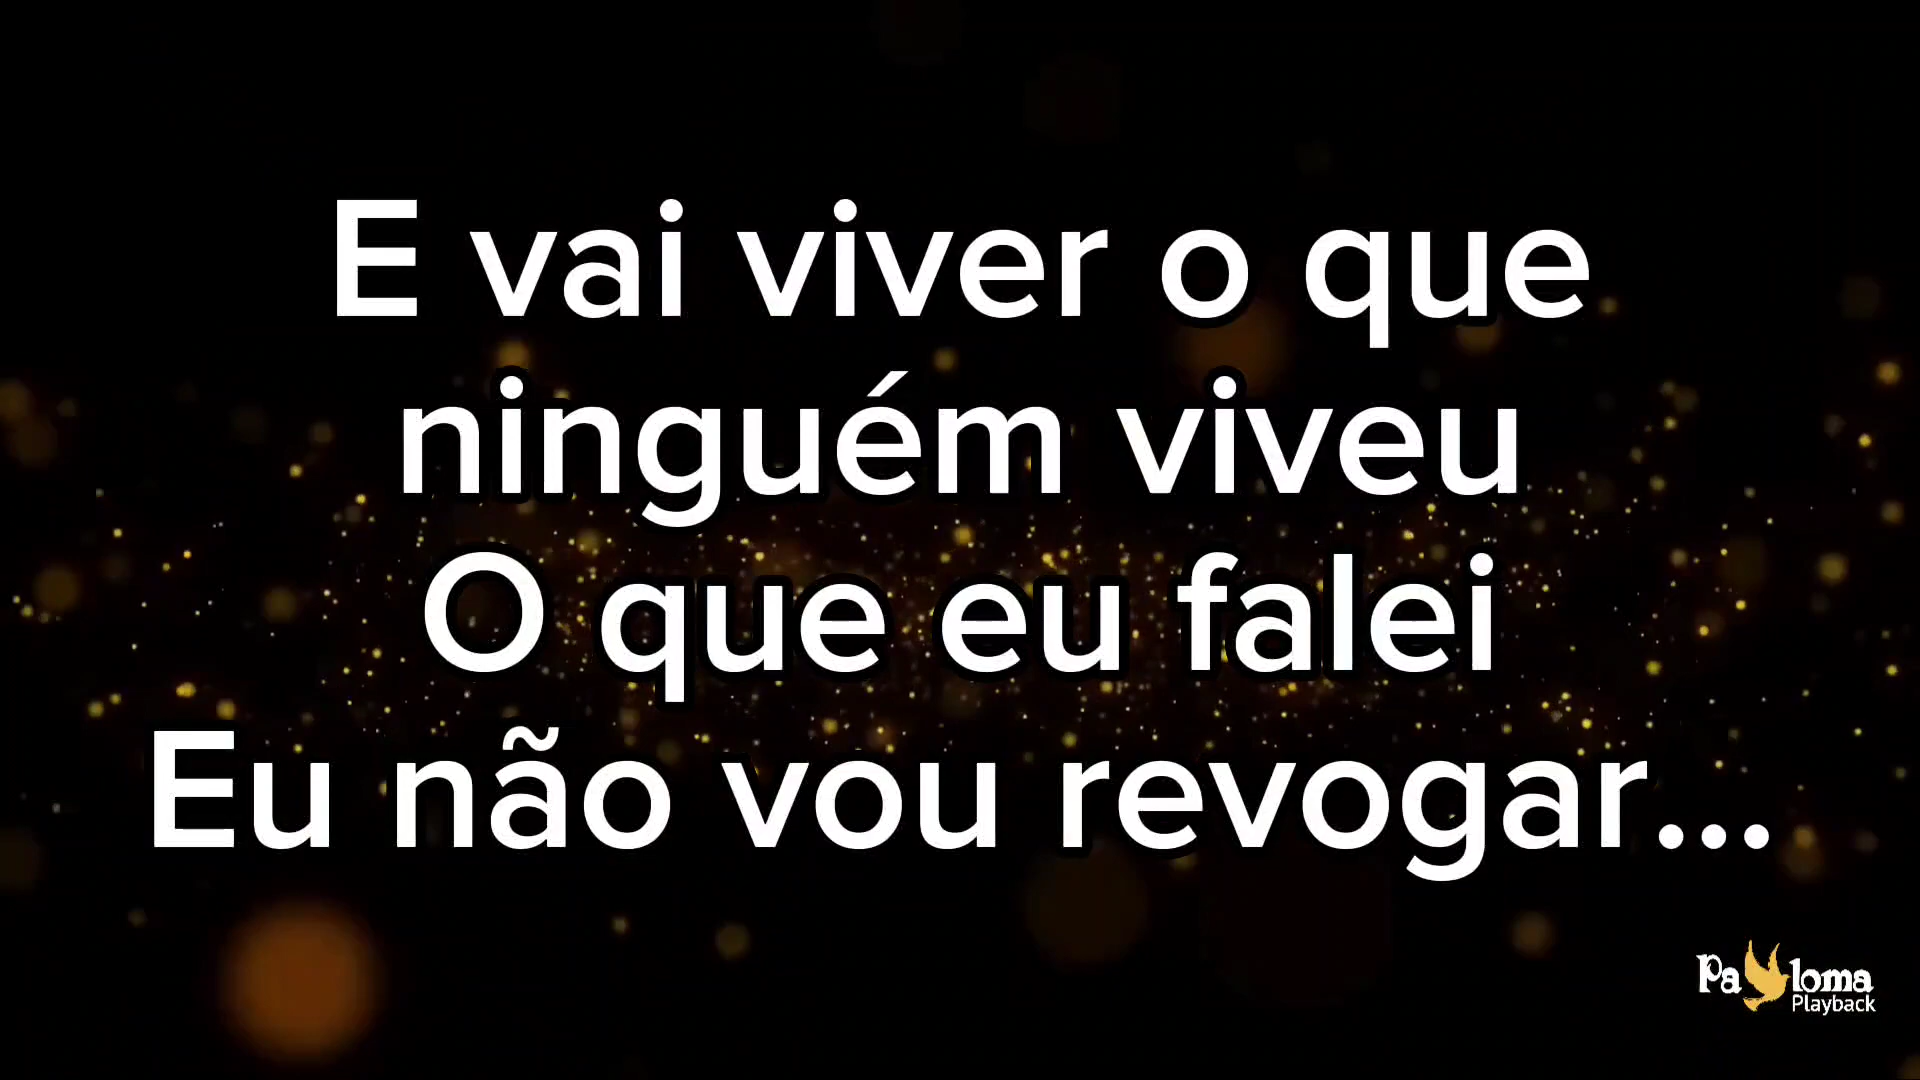 E vai viver o que
ninguém viveu
O que eu falei
Eu não vou revogar...
Paloma
Playback